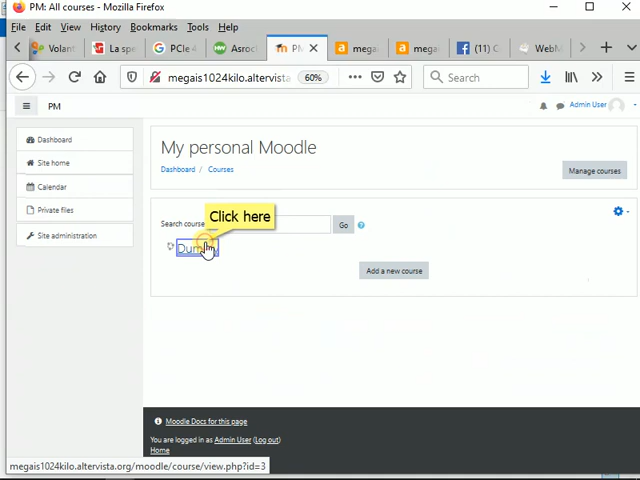 PM: All courses - Mozilla Firefox
File Edit View History Bookmarks Tools Help
Volant La spe PCIe 4 Asroc PM mega mega (11) C WebM
megais1024kilo.altervista 60% Search
PM Admin User
Dashboard
Site home
Calendar
Private files
Site administration
My personal Moodle
Dashboard / Courses
Manage courses
Search course
Click here
Go
Add a new course
Moodle Docs for this page
You are logged in as Admin User (Log out)
Home
megais1024kilo.altervista.org/moodle/course/view.php?id=3